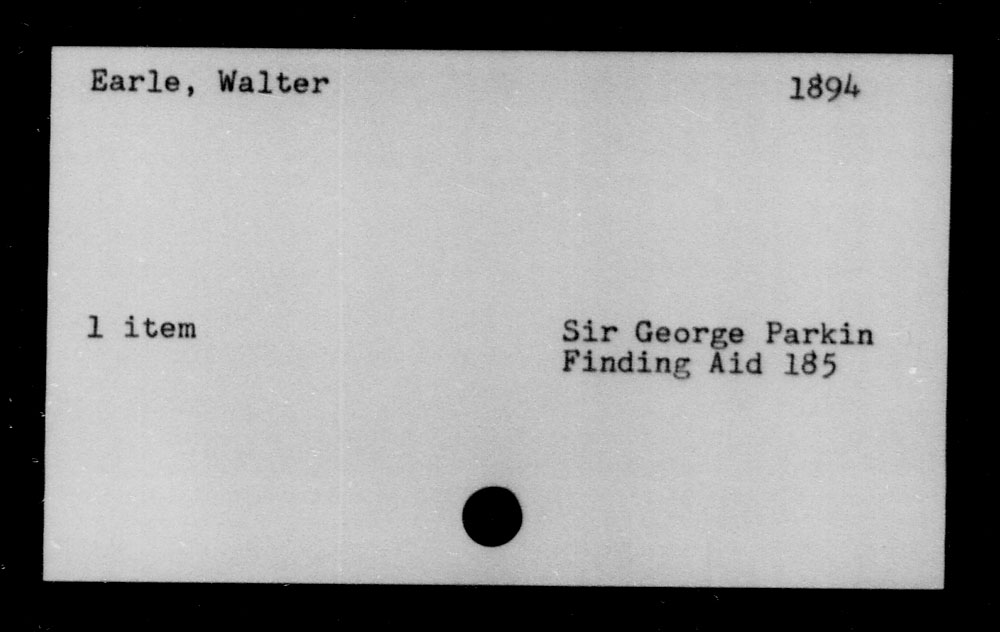 Earle, Walter 1894
1 item
Sir George Parkin
Finding Aid 185